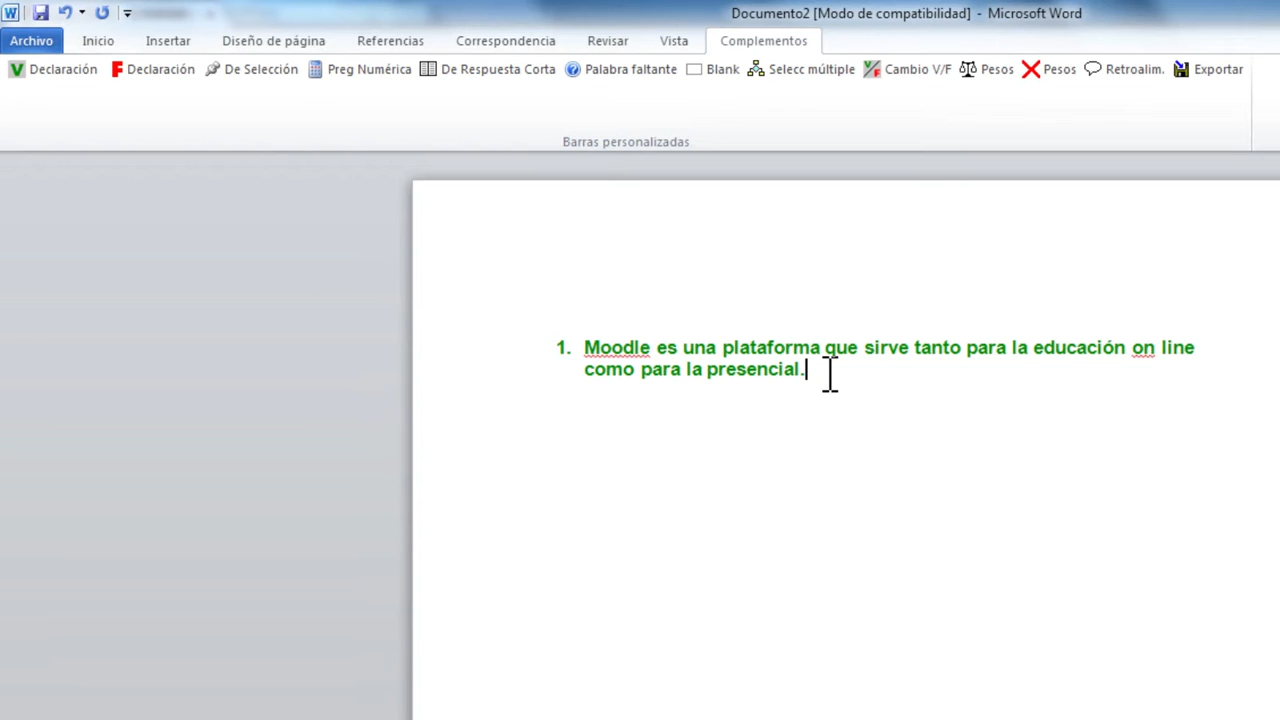 Documento2 [Modo de compatibilidad] - Microsoft Word
Archivo Inicio Insertar Diseño de página Referencias Correspondencia Revisar Vista Complementos
V Declaración F Declaración De Selección Preg Numérica De Respuesta Corta Palabra faltante Blank Selecc múltiple V/F Cambio V/F Pesos Pesos Retroalim. Exportar
Barras personalizadas
1. Moodle es una plataforma que sirve tanto para la educación on line
como para la presencial.